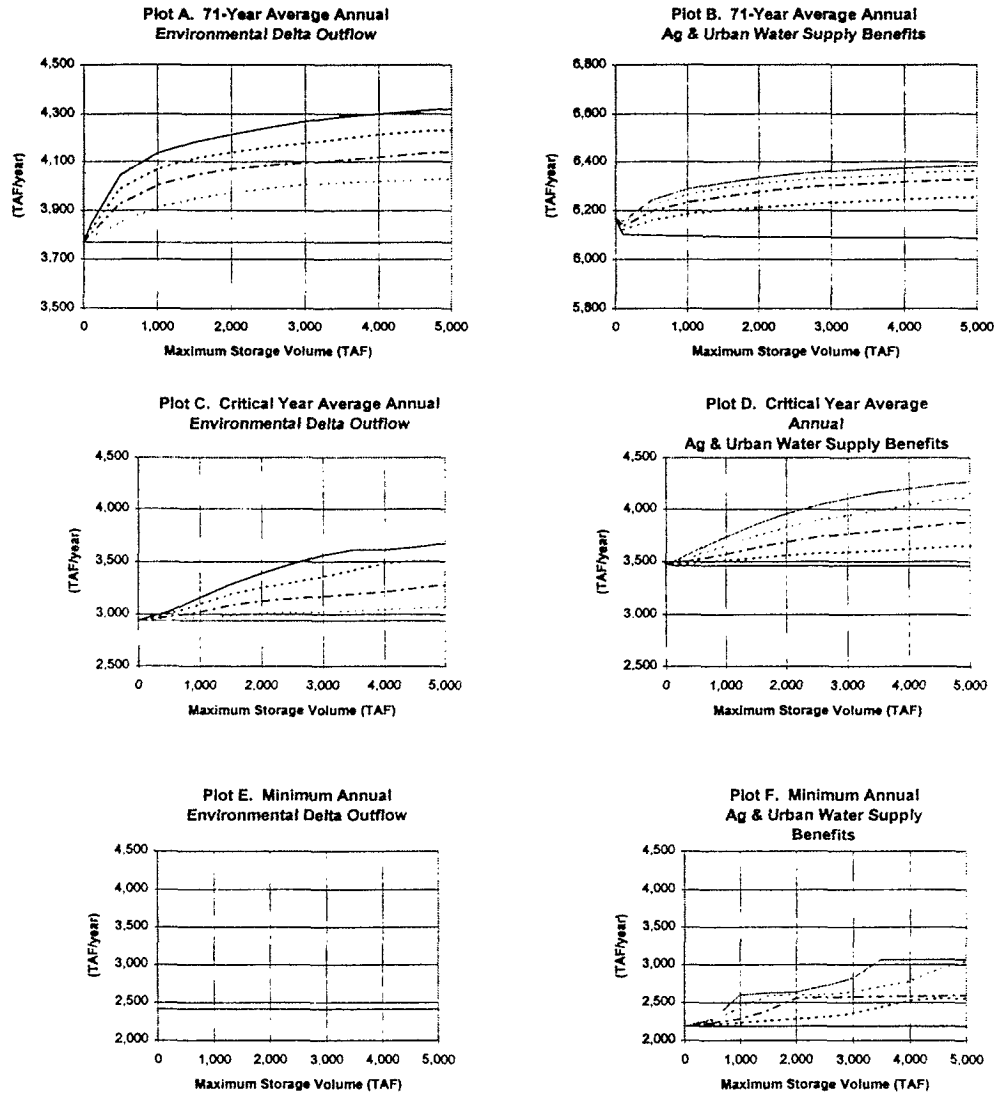 Plot A. 71-Year Average Annual
Environmental Delta Outflow
4,500
4,300
4,100
3,900
3,700
3,500
(TAF/year)
0 1,000 2,000 3,000 4,000 5,000
Maximum Storage Volume (TAF)
Plot B. 71-Year Average Annual
Ag & Urban Water Supply Benefits
6,800
6,600
6,400
6,200
6,000
5,800
(TAF/year)
0 1,000 2,000 3,000 4,000 5,000
Maximum Storage Volume (TAF)
Plot C. Critical Year Average Annual
Environmental Delta Outflow
4,500
4,000
3,500
3,000
2,500
(TAF/year)
0 1,000 2,000 3,000 4,000 5,000
Maximum Storage Volume (TAF)
Plot D. Critical Year Average
Annual
Ag & Urban Water Supply Benefits
4,500
4,000
3,500
3,000
2,500
(TAF/year)
0 1,000 2,000 3,000 4,000 5,000
Maximum Storage Volume (TAF)
Plot E. Minimum Annual
Environmental Delta Outflow
4,500
4,000
3,500
3,000
2,500
2,000
(TAF/year)
0 1,000 2,000 3,000 4,000 5,000
Maximum Storage Volume (TAF)
Plot F. Minimum Annual
Ag & Urban Water Supply
Benefits
4,500
4,000
3,500
3,000
2,500
2,000
(TAF/year)
0 1,000 2,000 3,000 4,000 5,000
Maximum Storage Volume (TAF)